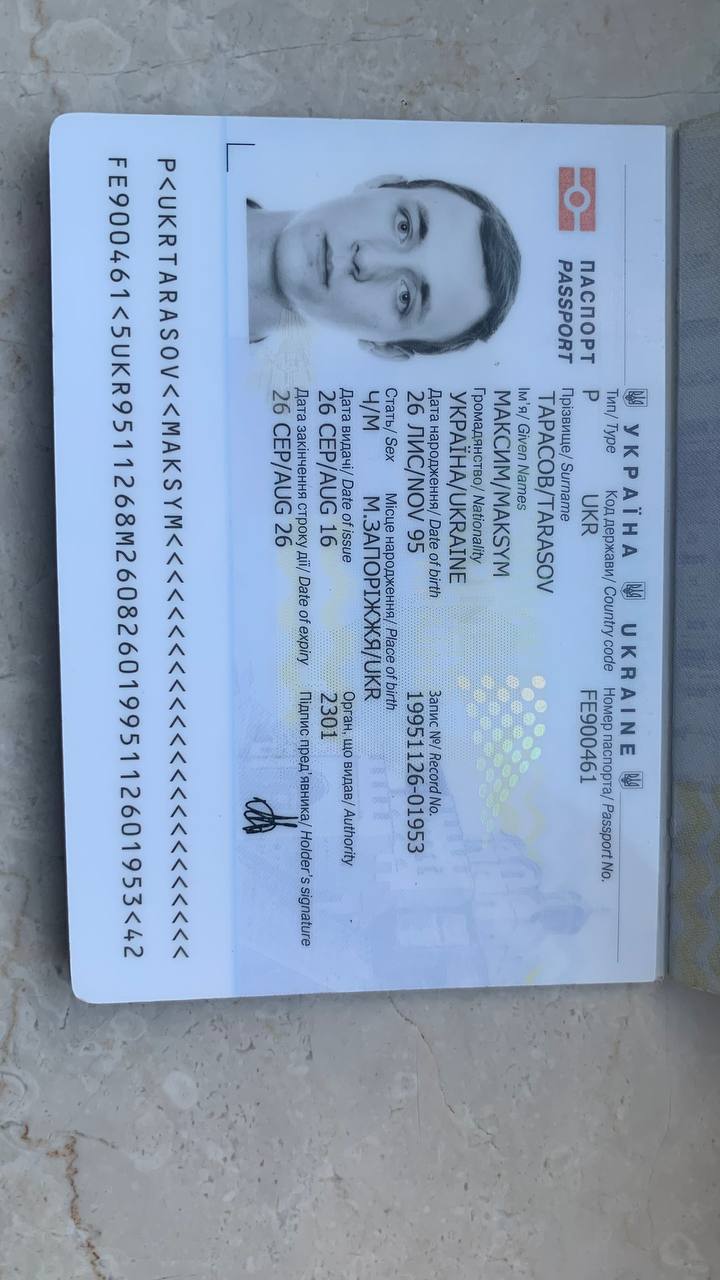 УКРАЇНА UKRAINE
ПАСПОРТ
PASSPORT
Тип/ Type Код держави/ Country code Номер паспорта/ Passport No.
P UKR FE900461
Прізвище/ Surname
ТАРАСОВ/TARASOV
Ім'я/ Given Names
МАКСИМ/MAKSYM
Громадянство/ Nationality
УКРАЇНА/UKRAINE
Дата народження/ Date of birth Запис №/ Record No.
26 ЛИС/NOV 95 19951126-01953
Стать/ Sex Місце народження/ Place of birth
Ч/M М.ЗАПОРІЖЖЯ/UKR
Дата видачі/ Date of issue Орган, що видав/ Authority
26 СЕР/AUG 16 2301
Дата закінчення строку дії/ Date of expiry Підпис пред'явника/ Holder's signature
26 СЕР/AUG 26
P<UKRTARASOV<<MAKSYM<<<<<<<<<<<<<<<<<<<<<<<<
FE900461<5UKR9511268M26082601995112601953<42